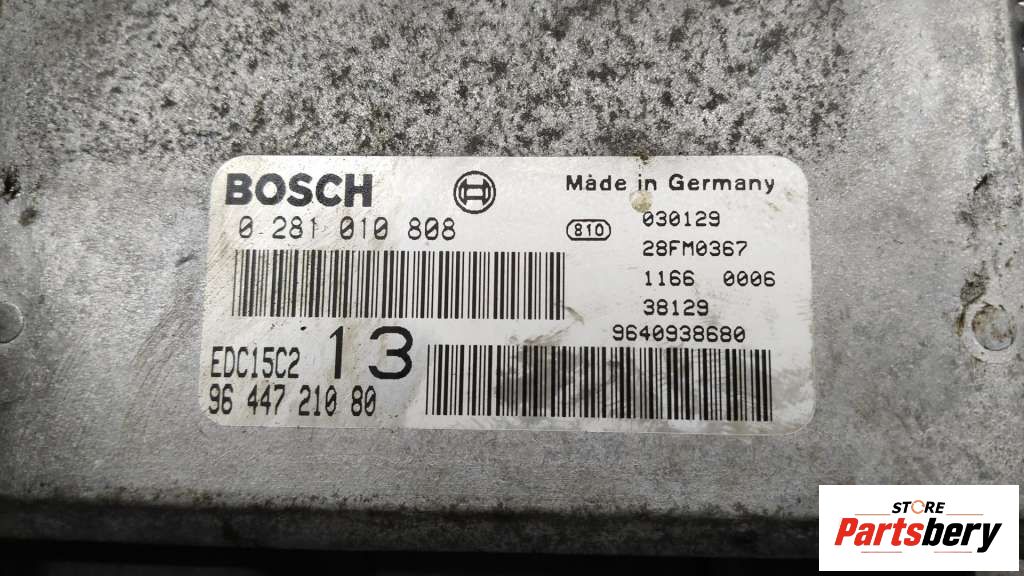 BOSCH
Made in Germany
0 281 010 808
810
030129
28FM0367
1166 0006
38129
9640938680
EDC15C2 13
96 447 210 80
STORE
Partsbery